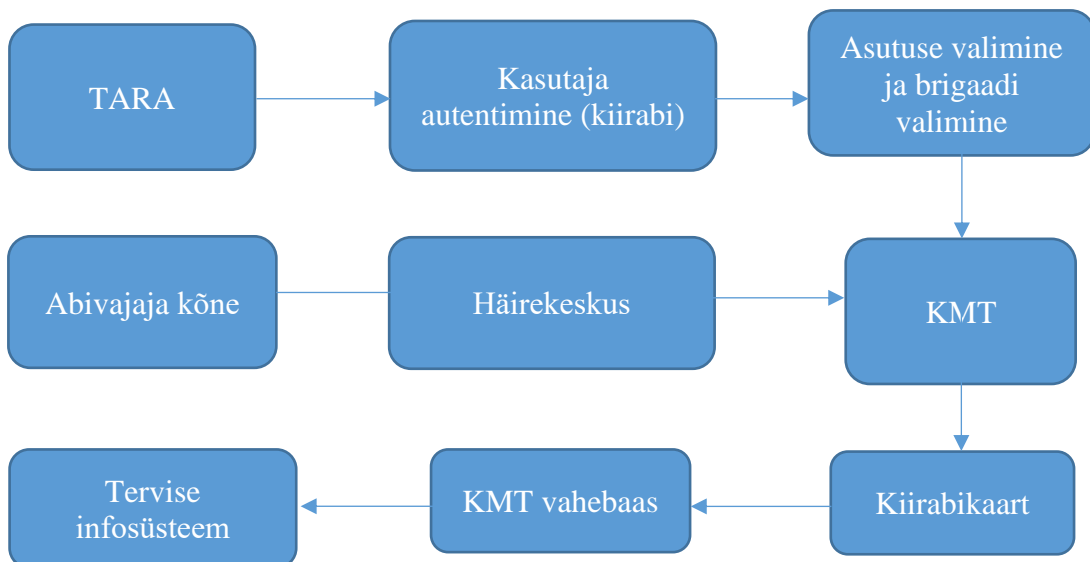 TARA
Kasutaja
autentimine (kiirabi)
Asutuse valimine
ja brigaadi
valimine
Abivajaja kõne
Häirekeskus
KMT
Tervise
infosüsteem
KMT vahebaas
Kiirabikaart